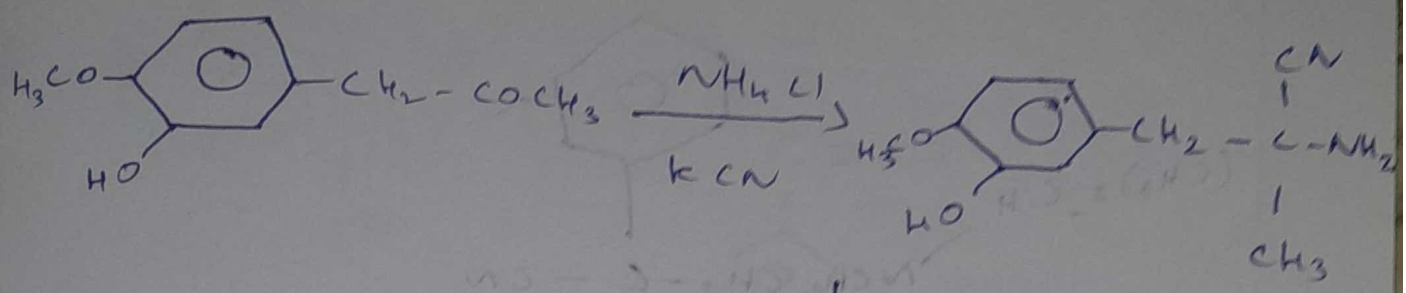 H₃CO- -CH₂-COCH₃
HO
NH₄Cl
KCN
H₃CO -CH₂-C-NH₂
HO
CN
CH₃